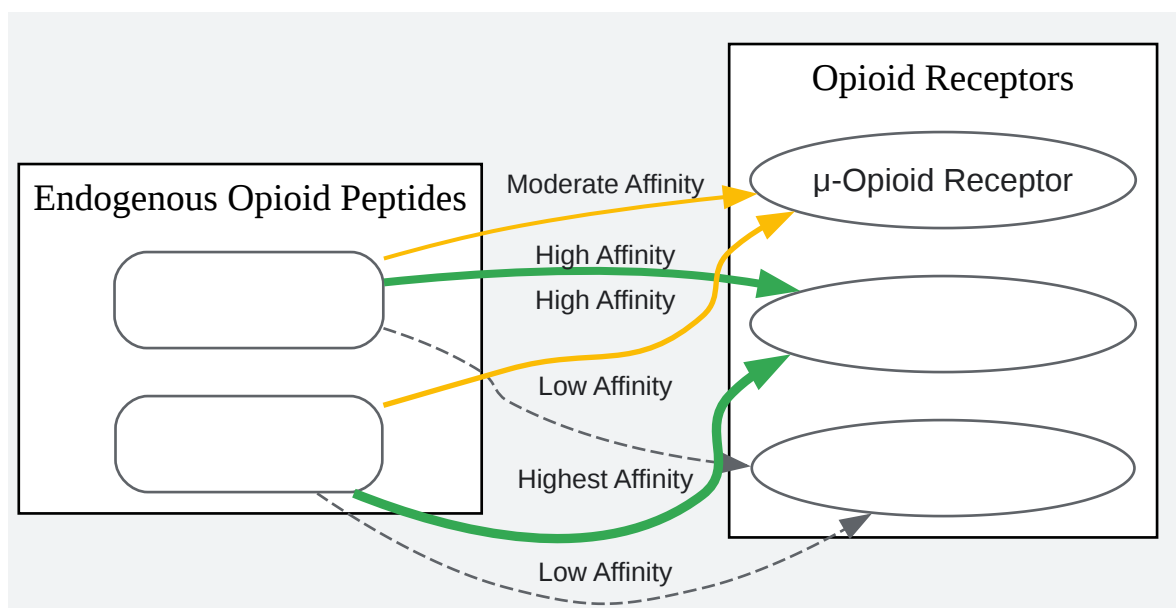 Opioid Receptors
Endogenous Opioid Peptides
Moderate Affinity
μ-Opioid Receptor
High Affinity
High Affinity
Low Affinity
Highest Affinity
Low Affinity